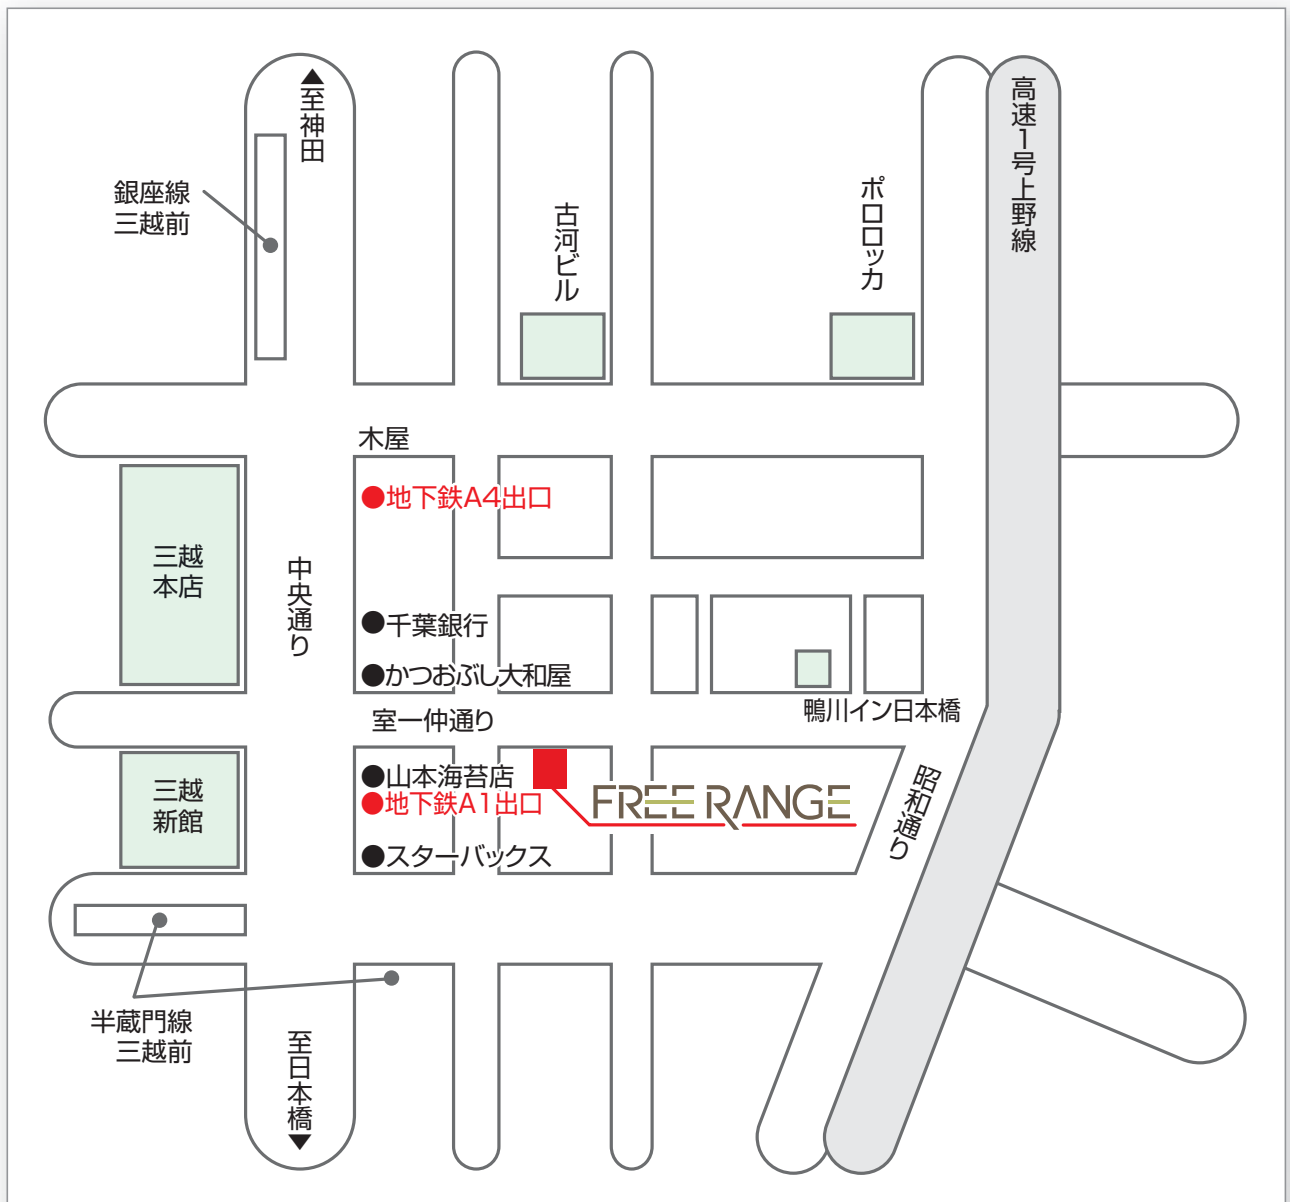 ▲至神田
銀座線
三越前
古河ビル
ポロロッカ
高速1号上野線
木屋
●地下鉄A4出口
三越
本店
中央通り
●千葉銀行
●かつおぶし大和屋
鴨川イン日本橋
室一仲通り
三越
新館
●山本海苔店
●地下鉄A1出口
FREE RANGE
昭和通り
●スターバックス
半蔵門線
三越前
至日本橋▼